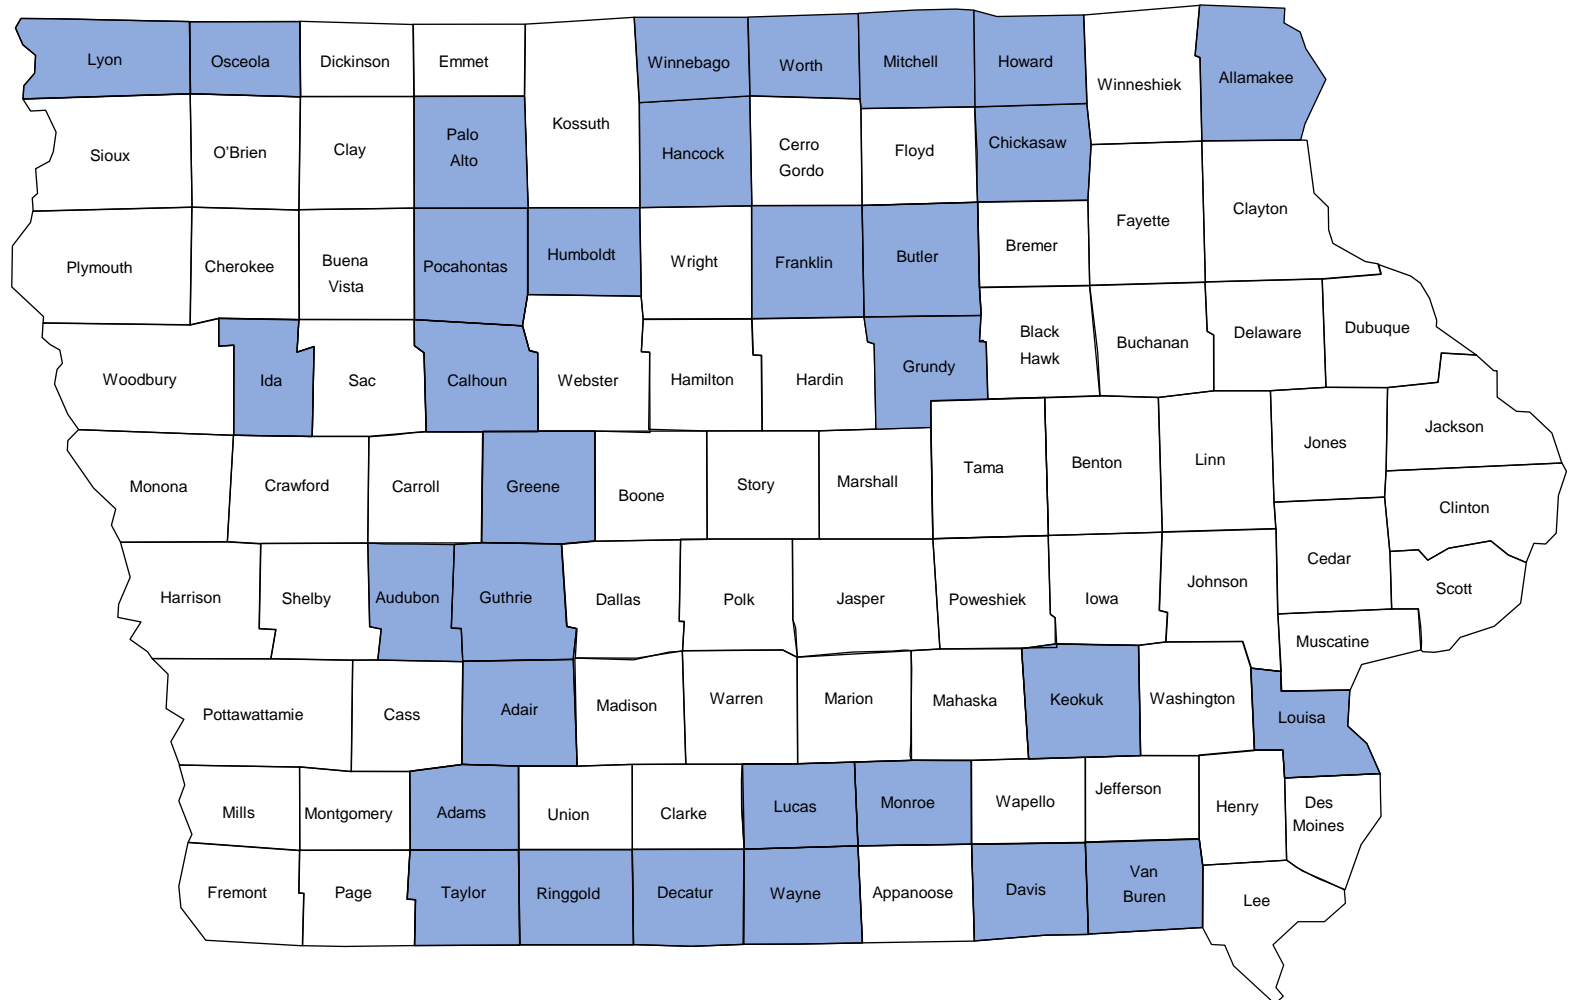 Lyon
Osceola
Dickinson
Emmet
Winnebago
Worth
Mitchell
Howard
Winneshiek
Allamakee
Sioux
O’Brien
Clay
Palo
Alto
Kossuth
Hancock
Cerro
Gordo
Floyd
Chickasaw
Plymouth
Cherokee
Buena
Vista
Pocahontas
Humboldt
Wright
Franklin
Butler
Bremer
Fayette
Clayton
Woodbury
Ida
Sac
Calhoun
Webster
Hamilton
Hardin
Grundy
Black
Hawk
Buchanan
Delaware
Dubuque
Monona
Crawford
Carroll
Greene
Boone
Story
Marshall
Tama
Benton
Linn
Jones
Jackson
Clinton
Harrison
Shelby
Audubon
Guthrie
Dallas
Polk
Jasper
Poweshiek
Iowa
Johnson
Cedar
Scott
Muscatine
Pottawattamie
Cass
Adair
Madison
Warren
Marion
Mahaska
Keokuk
Washington
Louisa
Mills
Montgomery
Adams
Union
Clarke
Lucas
Monroe
Wapello
Jefferson
Henry
Des
Moines
Fremont
Page
Taylor
Ringgold
Decatur
Wayne
Appanoose
Davis
Van
Buren
Lee